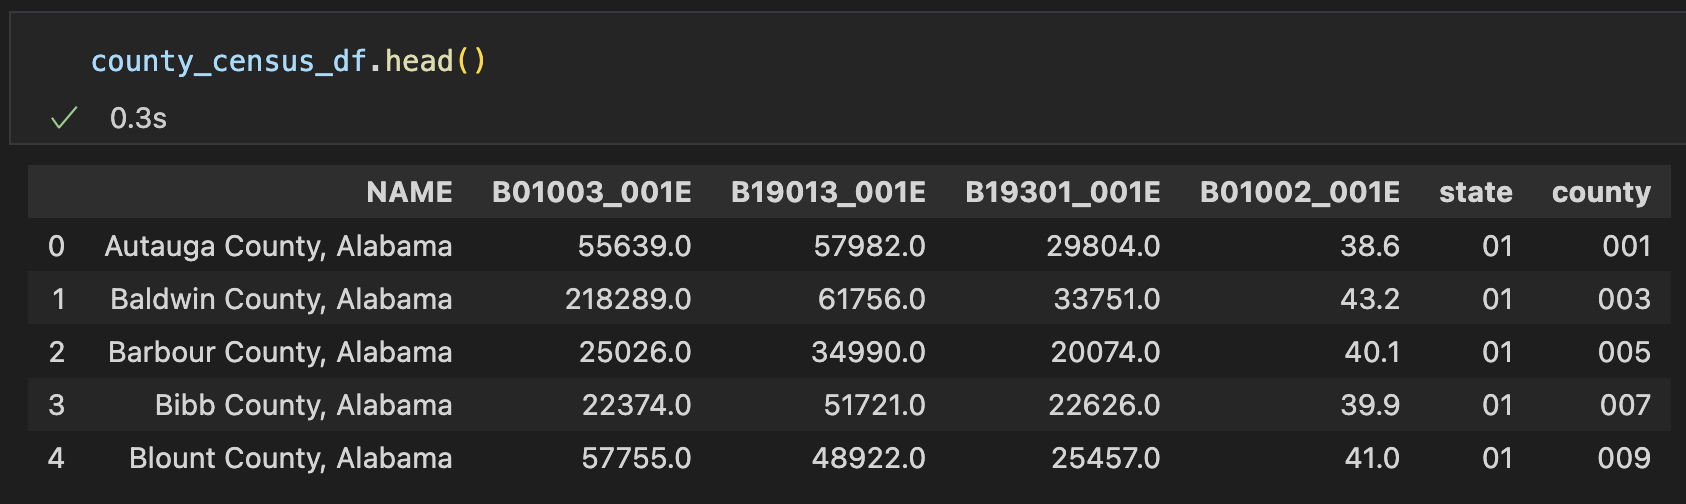 county_census_df.head()
0.3s
NAME B01003_001E B19013_001E B19301_001E B01002_001E state county
0 Autauga County, Alabama 55639.0 57982.0 29804.0 38.6 01 001
1 Baldwin County, Alabama 218289.0 61756.0 33751.0 43.2 01 003
2 Barbour County, Alabama 25026.0 34990.0 20074.0 40.1 01 005
3 Bibb County, Alabama 22374.0 51721.0 22626.0 39.9 01 007
4 Blount County, Alabama 57755.0 48922.0 25457.0 41.0 01 009